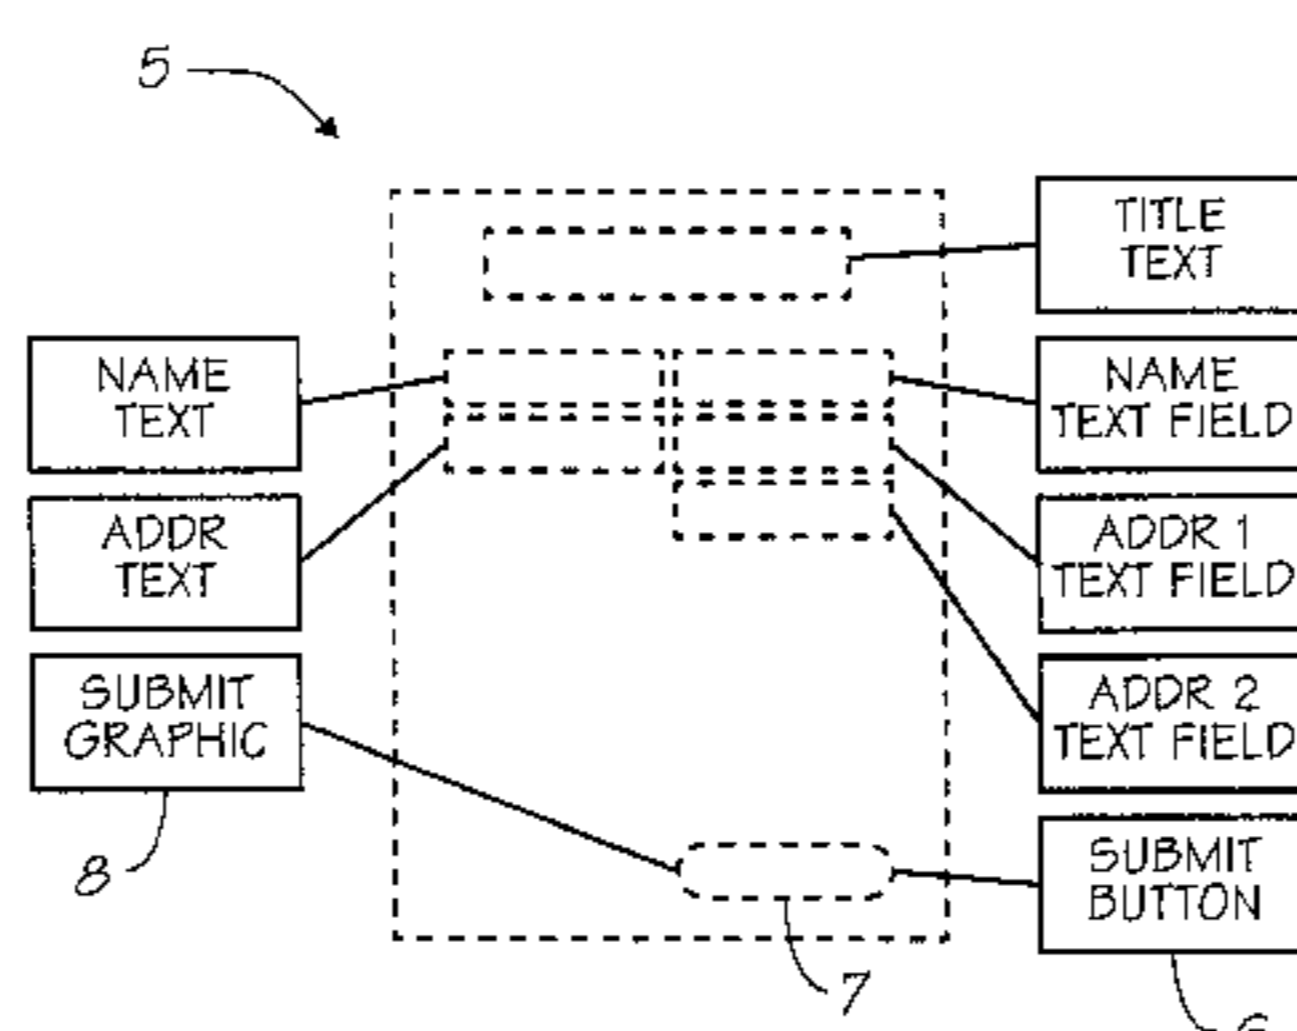 5
TITLE
TEXT
NAME
TEXT
NAME
TEXT FIELD
ADDR
TEXT
ADDR 1
TEXT FIELD
SUBMIT
GRAPHIC
ADDR 2
TEXT FIELD
8
SUBMIT
BUTTON
7